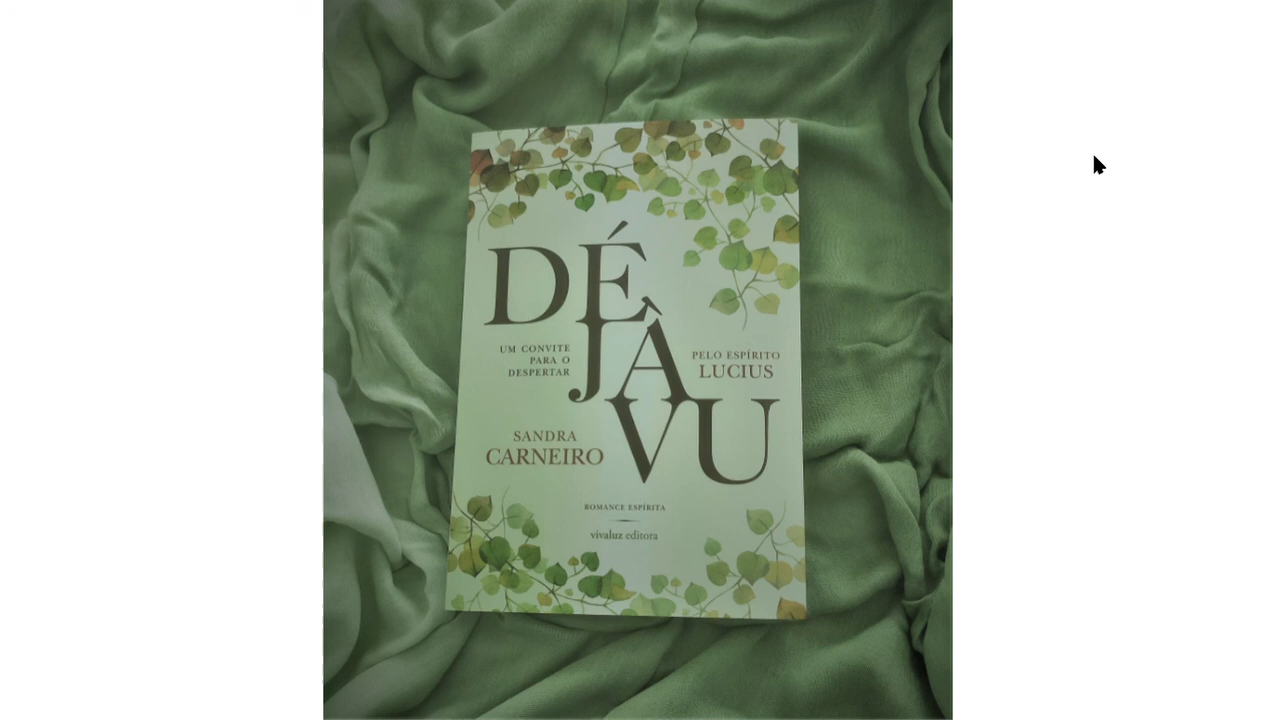 DÉ
JÀ
VU
UM CONVITE
PARA O
DESPERTAR
PELO ESPÍRITO
LUCIUS
SANDRA
CARNEIRO
ROMANCE ESPÍRITA
vivaluz editora